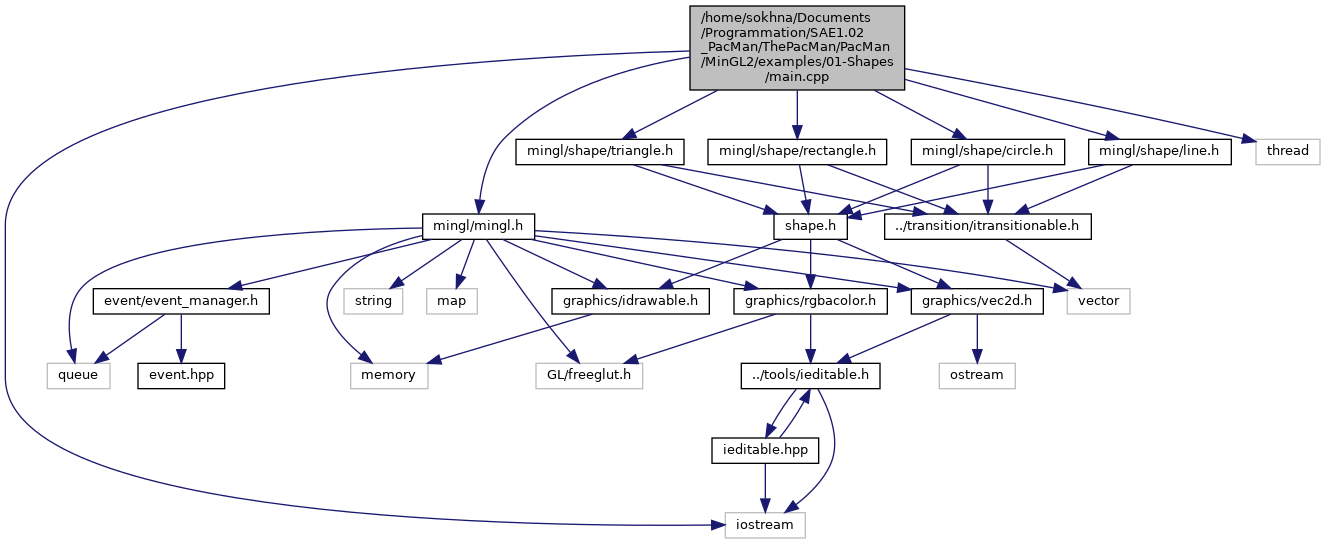 /home/sokhna/Documents
/Programmation/SAE1.02
_PacMan/ThePacMan/PacMan
/MinGL2/examples/01-Shapes
/main.cpp
mingl/shape/triangle.h
mingl/shape/rectangle.h
mingl/shape/circle.h
mingl/shape/line.h
thread
mingl/mingl.h
shape.h
../transition/itransitionable.h
event/event_manager.h
string
map
graphics/idrawable.h
graphics/rgbacolor.h
graphics/vec2d.h
vector
queue
event.hpp
memory
GL/freeglut.h
../tools/ieditable.h
ostream
ieditable.hpp
iostream